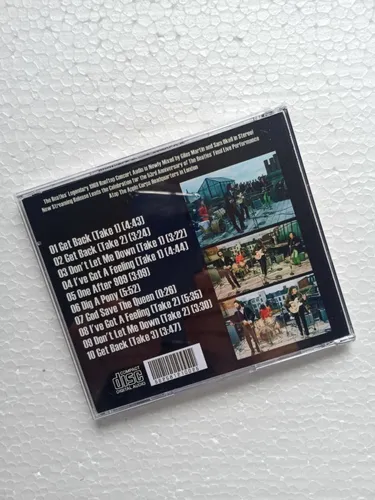 The Beatles' Legendary 1969 Rooftop Concert Audio is Newly Mixed by Giles Martin and Sam Okell in Stereo!
New Streaming Release Leads the Celebration for the 53rd Anniversary of The Beatles' Final Live Performance
Atop The Apple Corps Headquarters in London
01 Get Back (Take 1) (4:43)
02 Get Back (Take 2) (3:24)
03 Don't Let Me Down (Take 1) (3:22)
04 I've Got A Feeling (Take 1) (4:44)
05 One After 909 (3:09)
06 Dig A Pony (5:52)
07 God Save The Queen (0:26)
08 I've Got A Feeling (Take 2) (5:35)
09 Don't Let Me Down (Take 2) (3:30)
10 Get Back (Take 3) (3:47)
COMPACT
disc
DIGITAL AUDIO